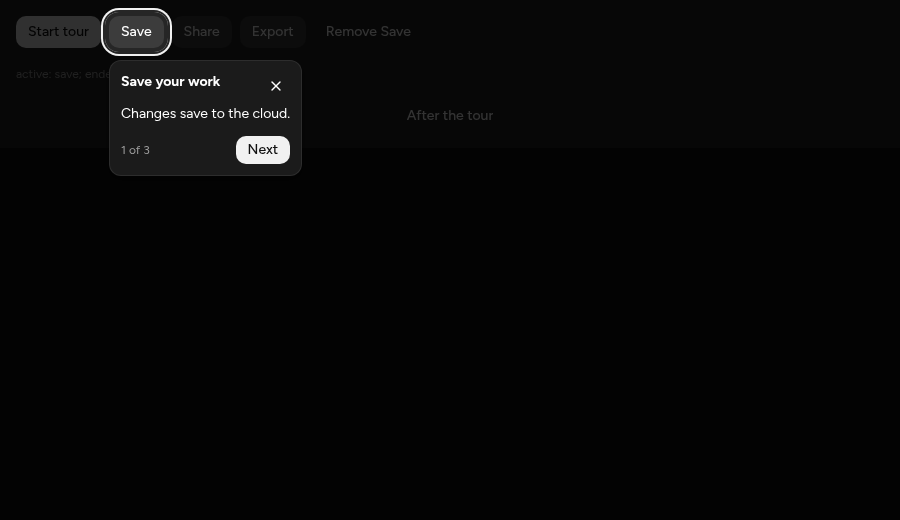 Start tour Save Share Export Remove Save
active: save; ende
Save your work
Changes save to the cloud.
After the tour
1 of 3 Next